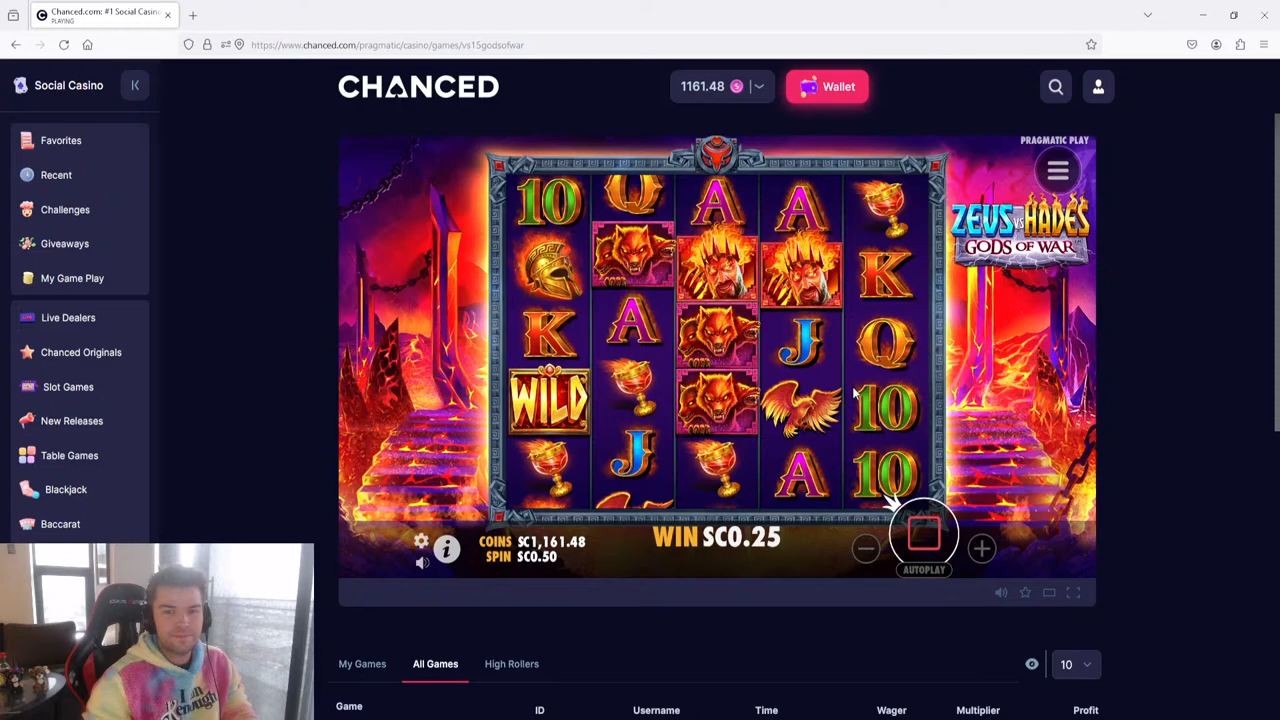 Chanced.com: #1 Social Casin
PLAYING
https://www.chanced.com/pragmatic/casino/games/vs15godsofwar
Social Casino
CHANCED
1161.48
Wallet
Favorites
Recent
Challenges
Giveaways
My Game Play
Live Dealers
Chanced Originals
Slot Games
New Releases
Table Games
Blackjack
Baccarat
PRAGMATIC PLAY
ZEUS VS HADES
GODS OF WAR
10 Q A A
K
K A J Q
WILD 10
J A 10
COINS SC1,161.48
SPIN SC0.50
WIN SC0.25
AUTOPLAY
My Games All Games High Rollers
10
Game ID Username Time Wager Multiplier Profit
I am
enough